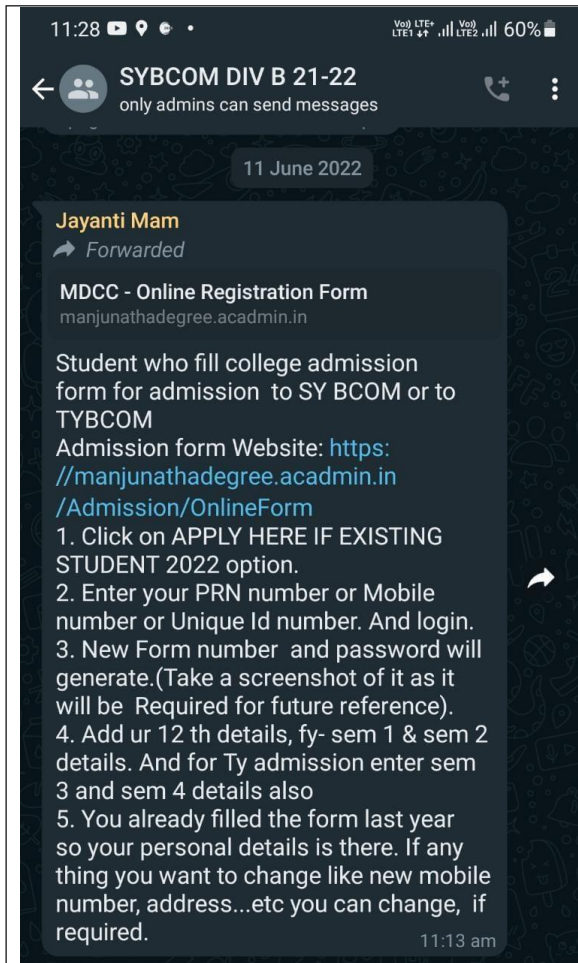 11:28
Vo)) LTE+ Vo))
LTE1 LTE2 60%
SYBCOM DIV B 21-22
only admins can send messages
11 June 2022
Jayanti Mam
Forwarded
MDCC - Online Registration Form
manjunathadegree.acadmin.in
Student who fill college admission
form for admission to SY BCOM or to
TYBCOM
Admission form Website: https:
//manjunathadegree.acadmin.in
/Admission/OnlineForm
1. Click on APPLY HERE IF EXISTING
STUDENT 2022 option.
2. Enter your PRN number or Mobile
number or Unique Id number. And login.
3. New Form number and password will
generate.(Take a screenshot of it as it
will be Required for future reference).
4. Add ur 12 th details, fy- sem 1 & sem 2
details. And for Ty admission enter sem
3 and sem 4 details also
5. You already filled the form last year
so your personal details is there. If any
thing you want to change like new mobile
number, address...etc you can change, if
required.
11:13 am